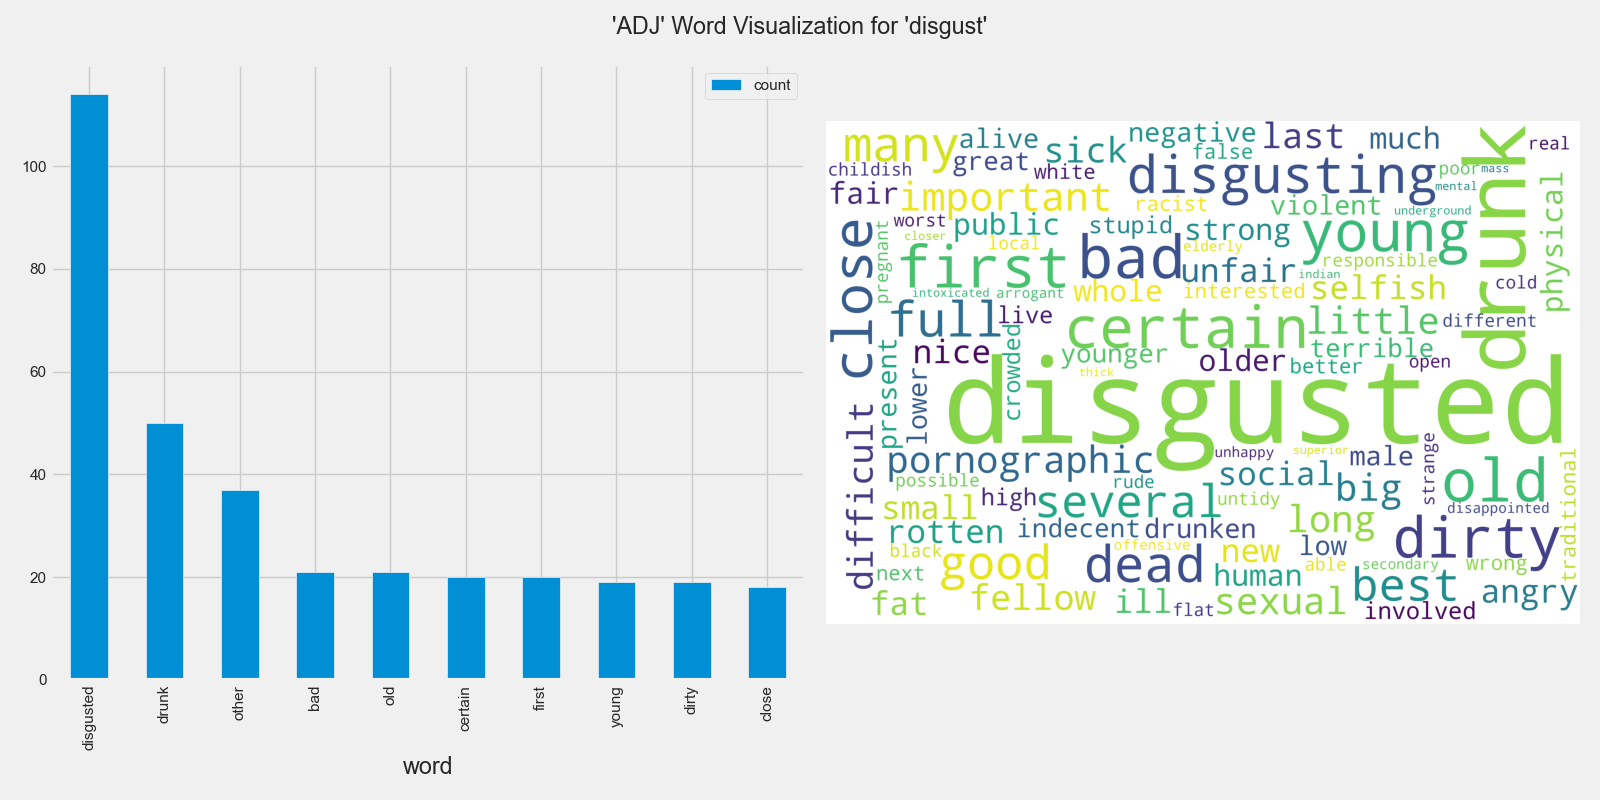 'ADJ' Word Visualization for 'disgust'
count
100
80
60
40
20
0
disgusted
drunk
other
bad
old
certain
first
young
dirty
close
word
many
alive
negative
last
much
real
sick
false
great
childish
white
disgusting
poor
mass
mental
drunk
fair
important
racist
violent
underground
physical
worst
public
stupid
strong
young
close
pregnant
closer
local
elderly
first
bad
unfair
indian
responsible
intoxicated
arrogant
whole
interested
selfish
cold
full
live
certain
little
different
nice
crowded
younger
older
terrible
present
lower
thick
better
open
disgusted
difficult
pornographic
unhappy
superior
male
strange
possible
rude
social
big
old
traditional
small
high
several
untidy
disappointed
rotten
indecent
drunken
long
dirty
black
offensive
new
low
good
dead
able
secondary
wrong
next
human
best
angry
fat
fellow
ill
flat
sexual
involved